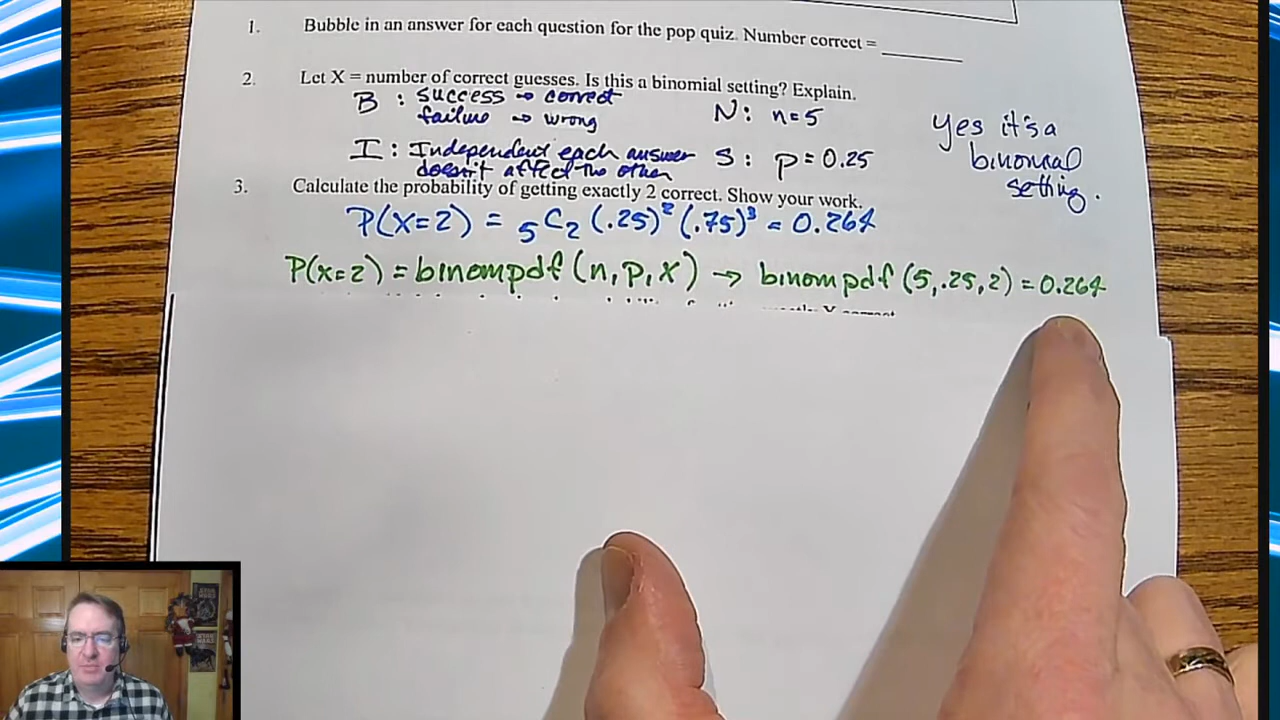 1. Bubble in an answer for each question for the pop quiz. Number correct = ______
2. Let X = number of correct guesses. Is this a binomial setting? Explain.
B : success → correct
failure → wrong
N: n=5
I : Independent each answer
doesn't affect the other
S: p=0.25
Yes it's a
binomial
setting.
3. Calculate the probability of getting exactly 2 correct. Show your work.
P(X=2) = ₅C₂ (.25)² (.75)³ = 0.264
P(x=2) = binompdf (n, p, x) → binompdf (5, .25, 2) = 0.264